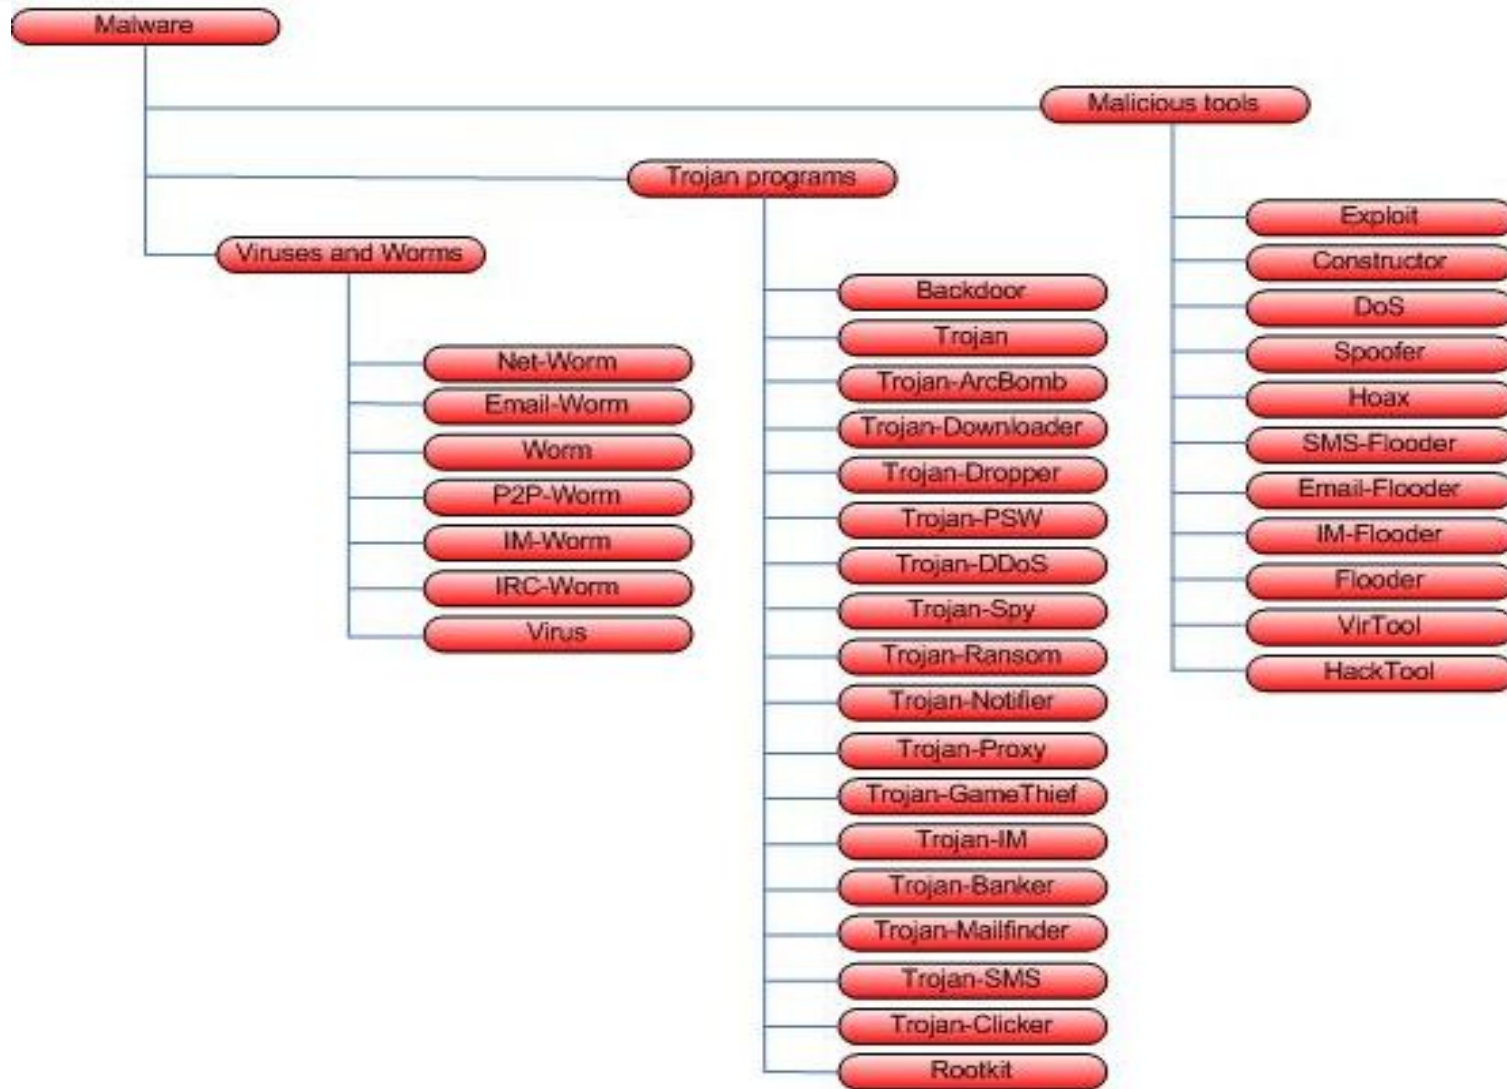 Malware
Malicious tools
Trojan programs
Viruses and Worms
Net-Worm
Email-Worm
Worm
P2P-Worm
IM-Worm
IRC-Worm
Virus
Backdoor
Trojan
Trojan-ArcBomb
Trojan-Downloader
Trojan-Dropper
Trojan-PSW
Trojan-DDoS
Trojan-Spy
Trojan-Ransom
Trojan-Notifier
Trojan-Proxy
Trojan-GameThief
Trojan-IM
Trojan-Banker
Trojan-Mailfinder
Trojan-SMS
Trojan-Clicker
Rootkit
Exploit
Constructor
DoS
Spoofer
Hoax
SMS-Flooder
Email-Flooder
IM-Flooder
Flooder
VirTool
HackTool